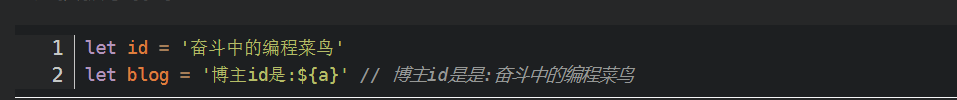 1 let id = '奋斗中的编程菜鸟'
2 let blog = '博主id是:${a}' // 博主id是是:奋斗中的编程菜鸟